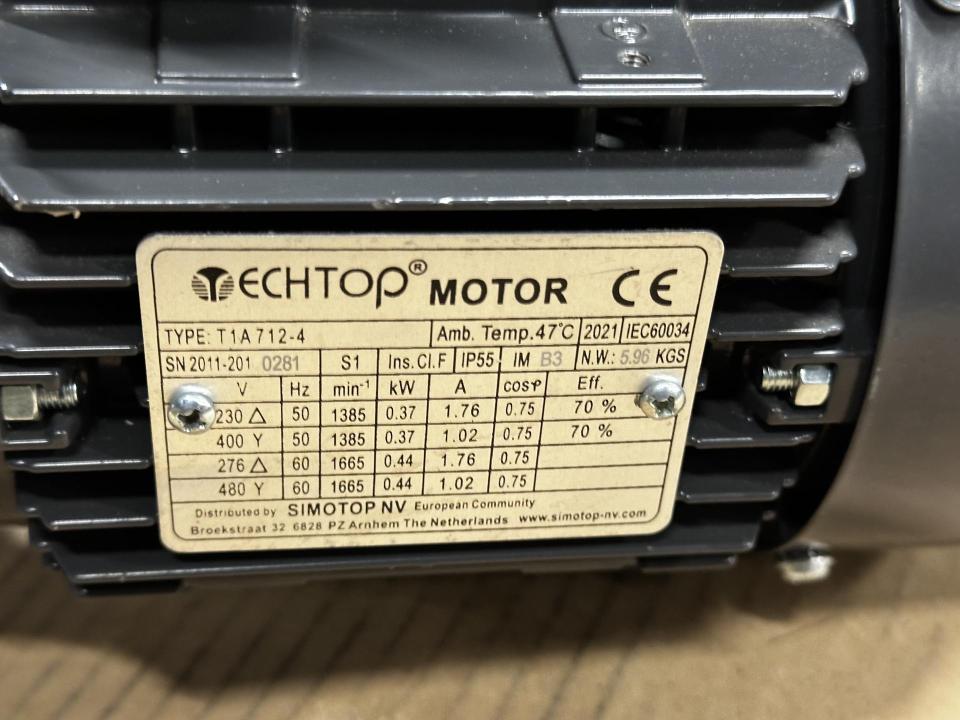 TECHTOP® MOTOR CE
TYPE: T1A 712-4 Amb. Temp. 47°C 2021 IEC60034
SN 2011-201 0281 S1 Ins. Cl. F IP55 IM B3 N.W.: 5.96 KGS
V Hz min⁻¹ kW A cosφ Eff.
230 △ 50 1385 0.37 1.76 0.75 70 %
400 Y 50 1385 0.37 1.02 0.75 70 %
276 △ 60 1665 0.44 1.76 0.75
480 Y 60 1665 0.44 1.02 0.75
Distributed by SIMOTOP NV European Community
Broekstraat 32 6828 PZ Arnhem The Netherlands www.simotop-nv.com